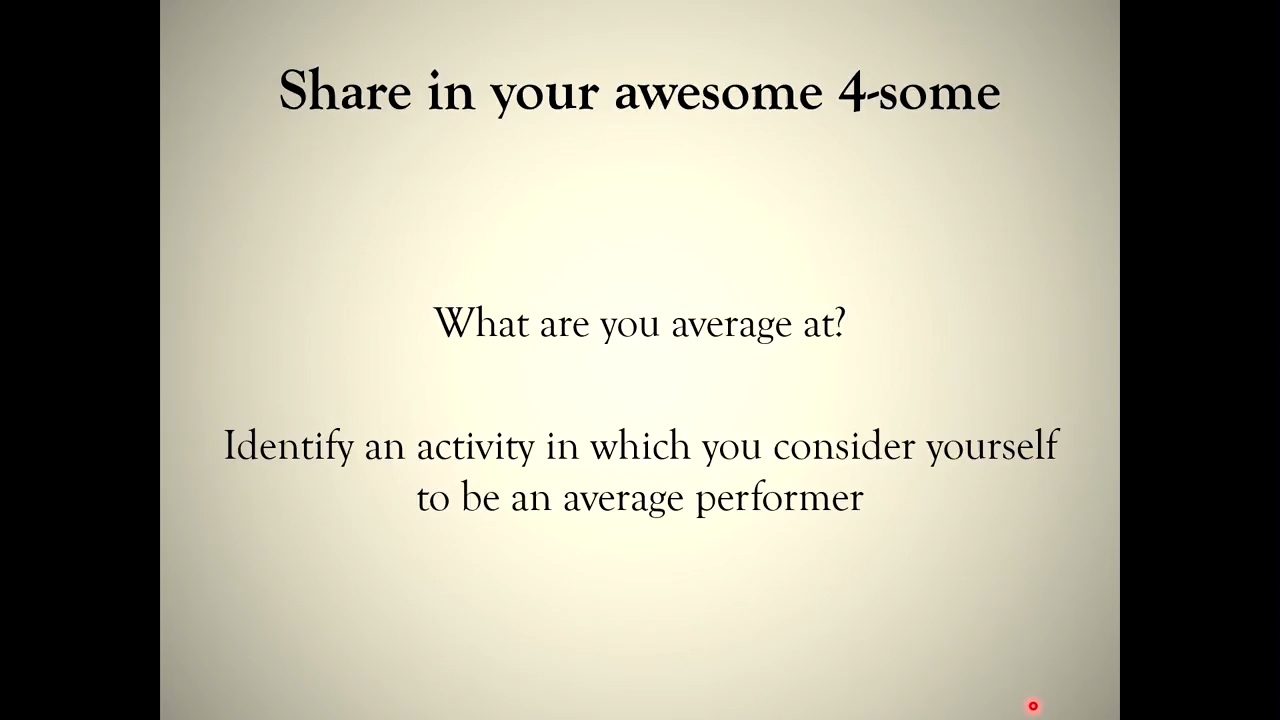 Share in your awesome 4-some
What are you average at?
Identify an activity in which you consider yourself
to be an average performer